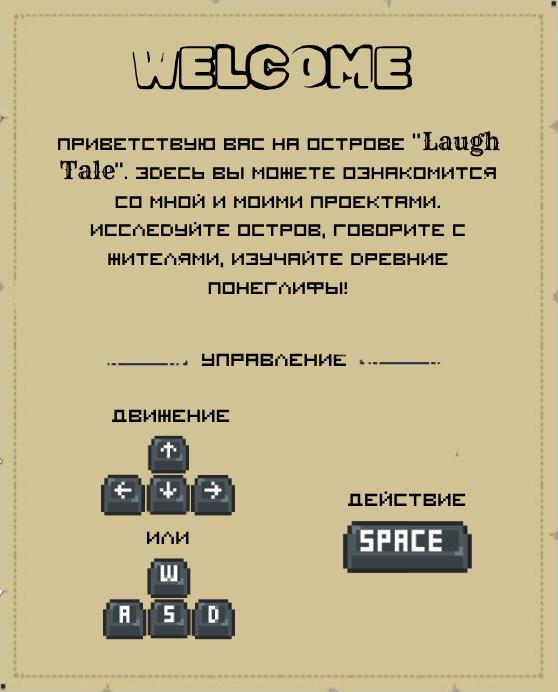 WELCOME
ПРИВЕТСТВУЮ ВАС НА ОСТРОВЕ "Laugh
Tale". ЗДЕСЬ ВЫ МОЖЕТЕ ОЗНАКОМИТСЯ
СО МНОЙ И МОИМИ ПРОЕКТАМИ.
ИССЛЕДУЙТЕ ОСТРОВ, ГОВОРИТЕ С
ЖИТЕЛЯМИ, ИЗУЧАЙТЕ DРЕВНИЕ
ПОНЕГЛИФЫ!
УПРАВЛЕНИЕ
ДВИЖЕНИЕ
↑
← ↓ →
ИЛИ
W
A S D
ДЕЙСТВИЕ
SPACE